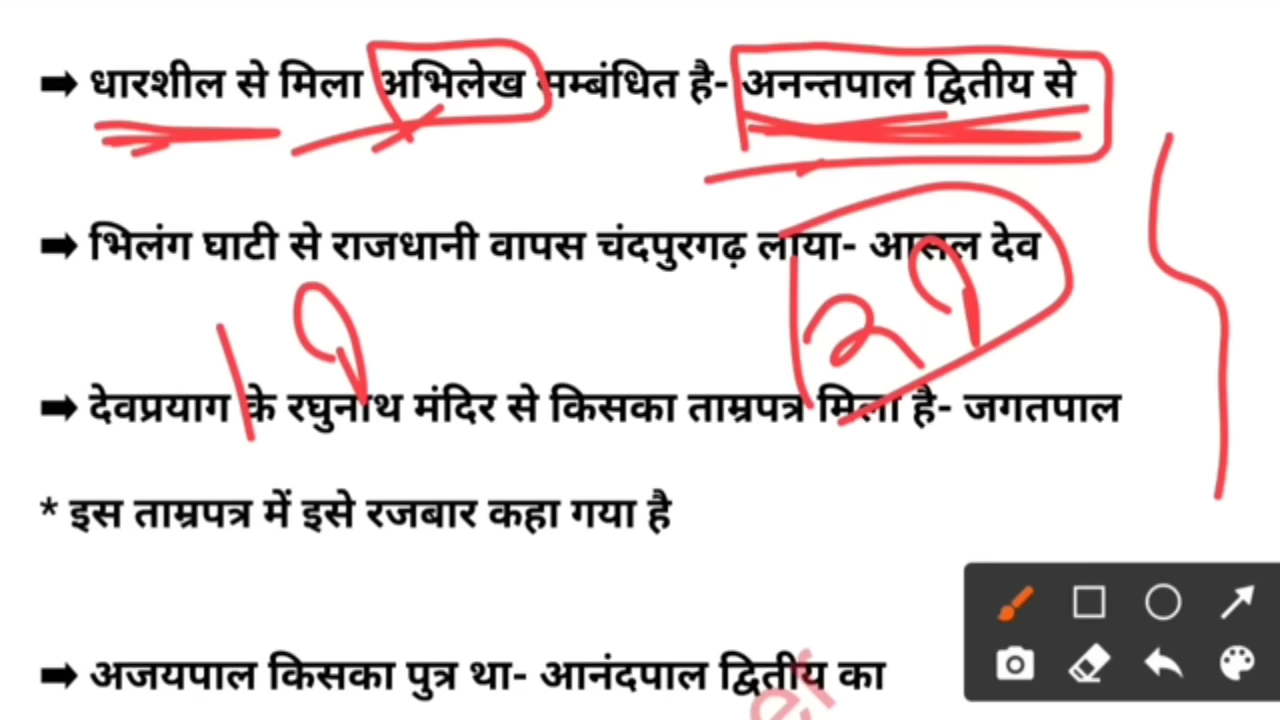 ➡ धारशील से मिला अभिलेख सम्बंधित है- अनन्तपाल द्वितीय से
➡ भिलंग घाटी से राजधानी वापस चंदपुरगढ़ लाया- आसल देव
➡ देवप्रयाग के रघुनाथ मंदिर से किसका ताम्रपत्र मिला है- जगतपाल
* इस ताम्रपत्र में इसे रजबार कहा गया है
➡ अजयपाल किसका पुत्र था- आनंदपाल द्वितीय का